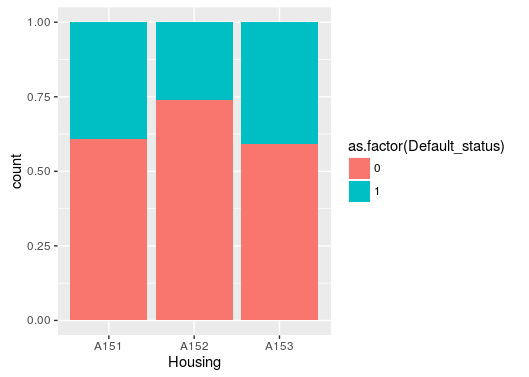 1.00
0.75
0.50
0.25
0.00
count
A151
A152
A153
Housing
as.factor(Default_status)
0
1